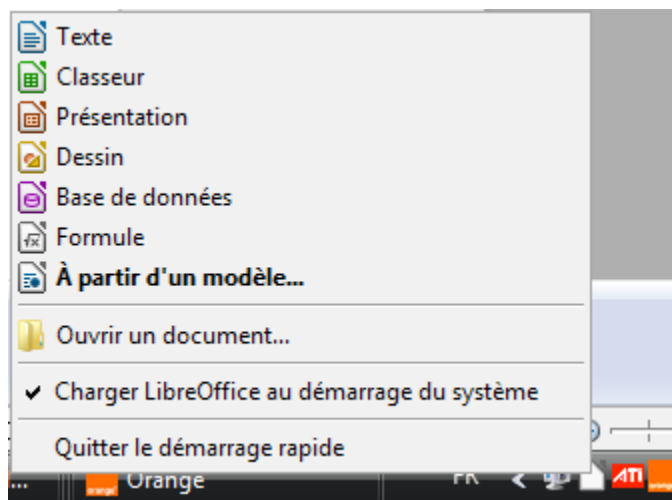 Texte
Classeur
Présentation
Dessin
Base de données
Formule
À partir d'un modèle...
Ouvrir un document...
Charger LibreOffice au démarrage du système
Quitter le démarrage rapide
... Orange FR ATI